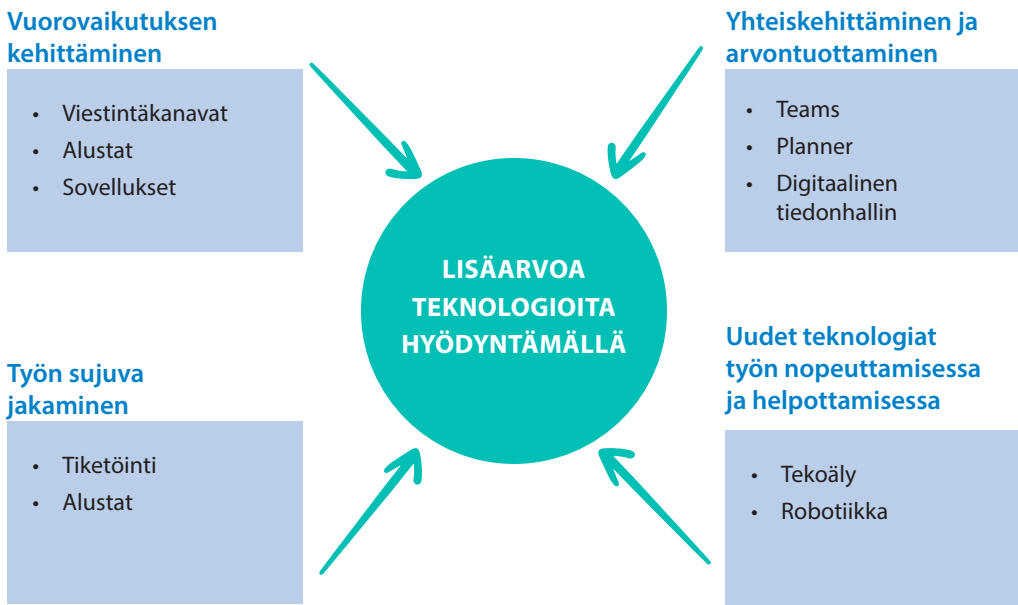 Vuorovaikutuksen
kehittäminen
• Viestintäkanavat
• Alustat
• Sovellukset
Yhteiskehittäminen ja
arvontuottaminen
• Teams
• Planner
• Digitaalinen
tiedonhallin
LISÄARVOA
TEKNOLOGIOITA
HYÖDYNTÄMÄLLÄ
Työn sujuva
jakaminen
• Tiketöinti
• Alustat
Uudet teknologiat
työn nopeuttamisessa
ja helpottamisessa
• Tekoäly
• Robotiikka